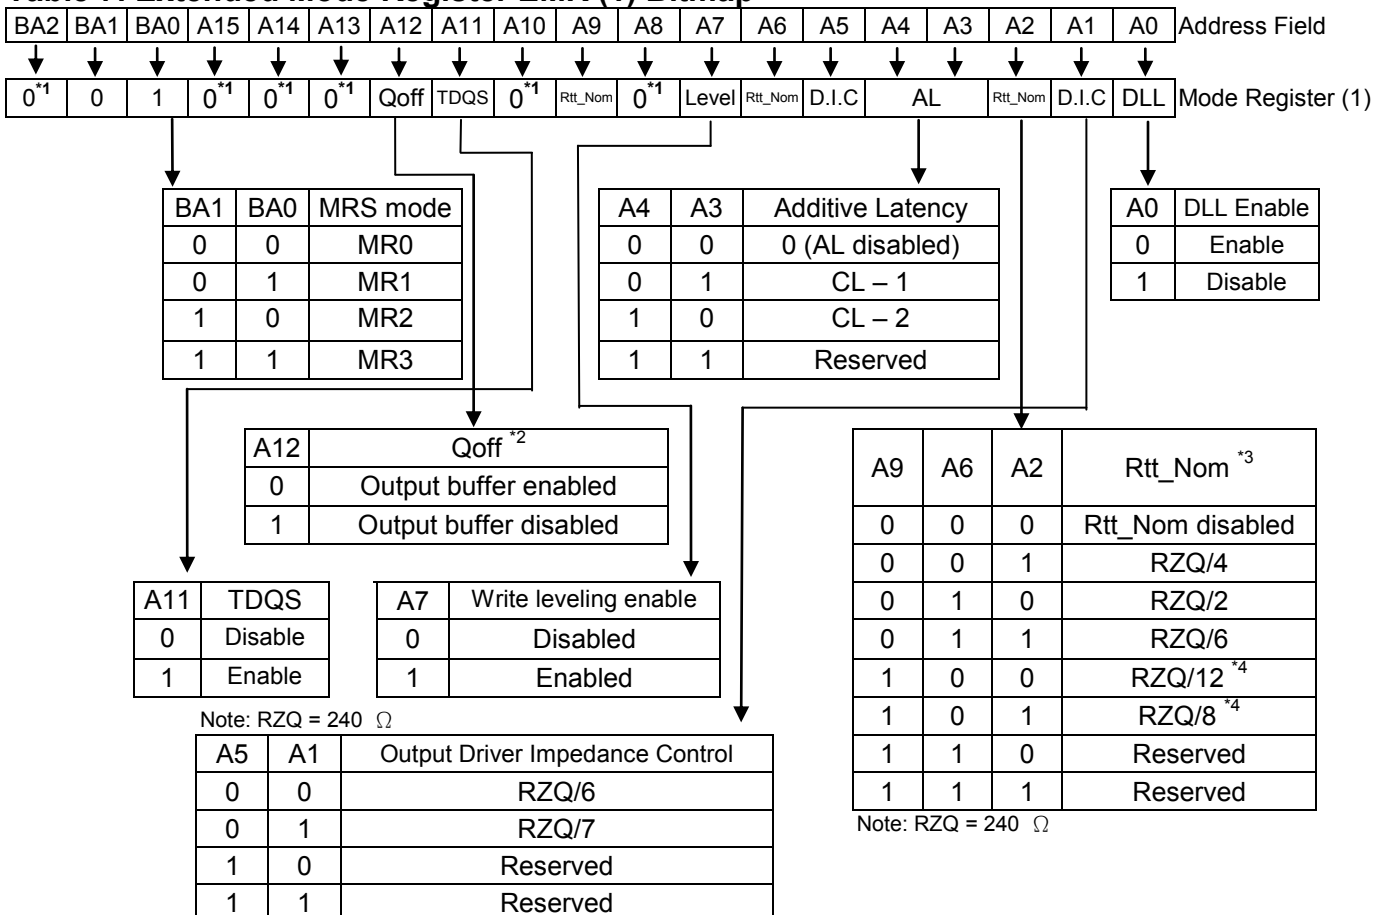 BA2 BA1 BA0 A15 A14 A13 A12 A11 A10 A9 A8 A7 A6 A5 A4 A3 A2 A1 A0 Address Field
0*1 0 1 0*1 0*1 0*1 Qoff TDQS 0*1 Rtt_Nom 0*1 Level Rtt_Nom D.I.C AL Rtt_Nom D.I.C DLL Mode Register (1)
BA1 BA0 MRS mode
0 0 MR0
0 1 MR1
1 0 MR2
1 1 MR3
A4 A3 Additive Latency
0 0 0 (AL disabled)
0 1 CL – 1
1 0 CL – 2
1 1 Reserved
A0 DLL Enable
0 Enable
1 Disable
A12 Qoff *2
0 Output buffer enabled
1 Output buffer disabled
A9 A6 A2 Rtt_Nom *3
0 0 0 Rtt_Nom disabled
0 0 1 RZQ/4
0 1 0 RZQ/2
0 1 1 RZQ/6
1 0 0 RZQ/12 *4
1 0 1 RZQ/8 *4
1 1 0 Reserved
1 1 1 Reserved
Note: RZQ = 240 Ω
A11 TDQS
0 Disable
1 Enable
A7 Write leveling enable
0 Disabled
1 Enabled
Note: RZQ = 240 Ω
A5 A1 Output Driver Impedance Control
0 0 RZQ/6
0 1 RZQ/7
1 0 Reserved
1 1 Reserved